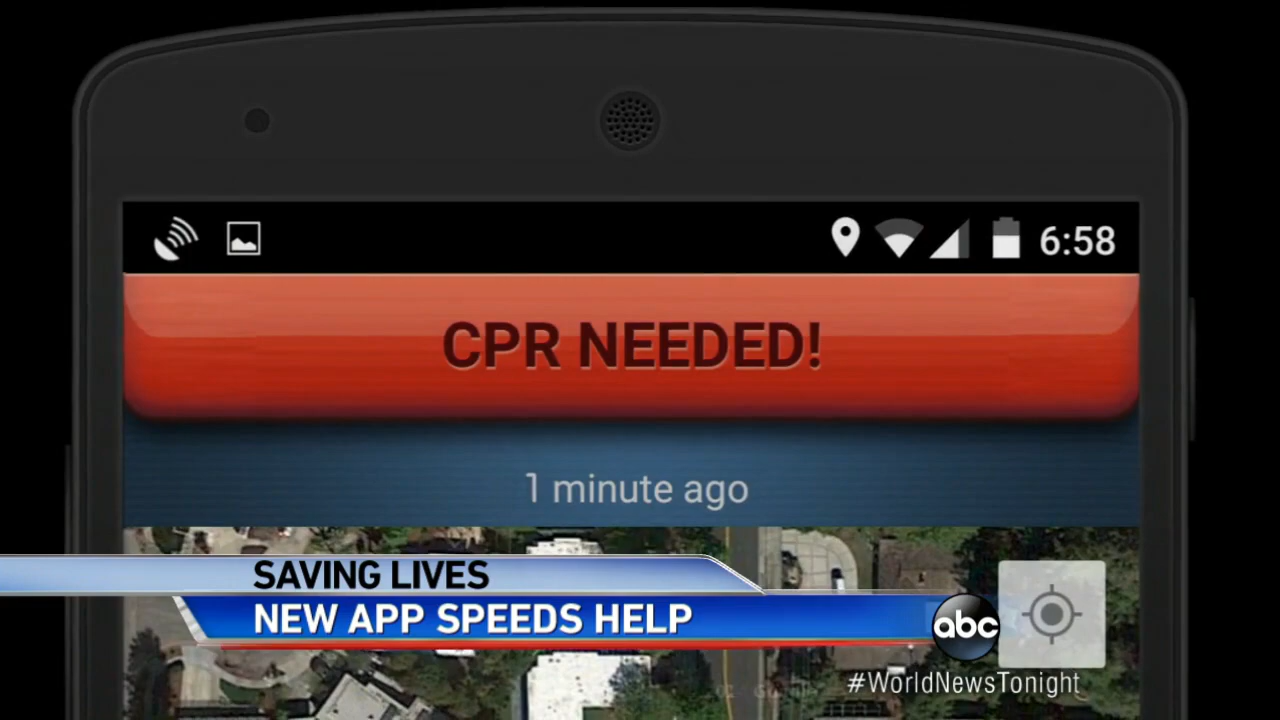 6:58
CPR NEEDED!
1 minute ago
SAVING LIVES
NEW APP SPEEDS HELP
abc
#WorldNewsTonight